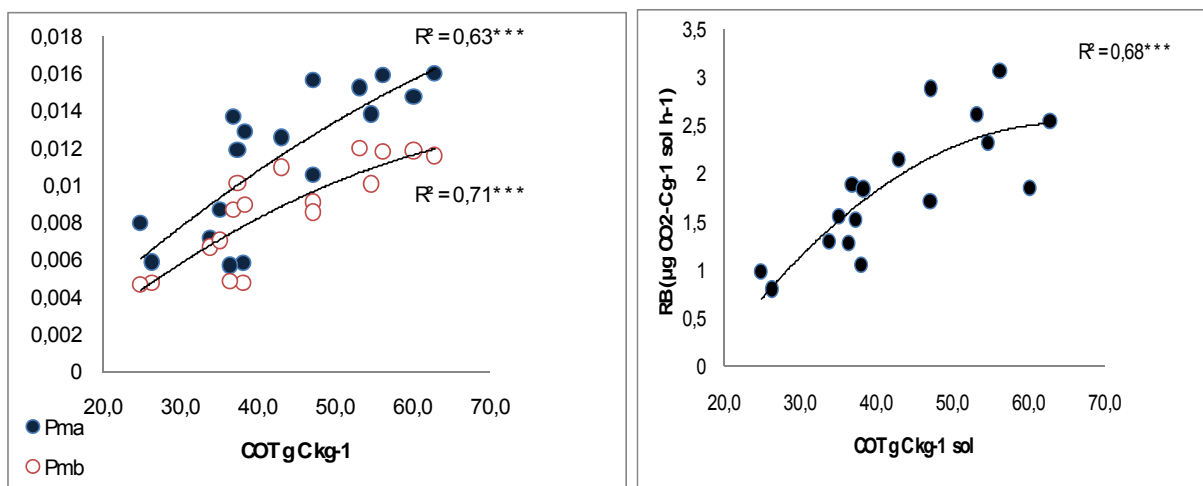 0,018
0,016
0,014
0,012
0,01
0,008
0,006
0,004
0,002
0
20,0 30,0 40,0 50,0 60,0 70,0
R² = 0,63***
R² = 0,71***
COT g C kg-1
Pma
Pmb
3,5
3
2,5
2
1,5
1
0,5
0
20,0 30,0 40,0 50,0 60,0 70,0
R² = 0,68***
RB(µg CO2-Cg-1 sol h-1)
COT g C kg-1 sol